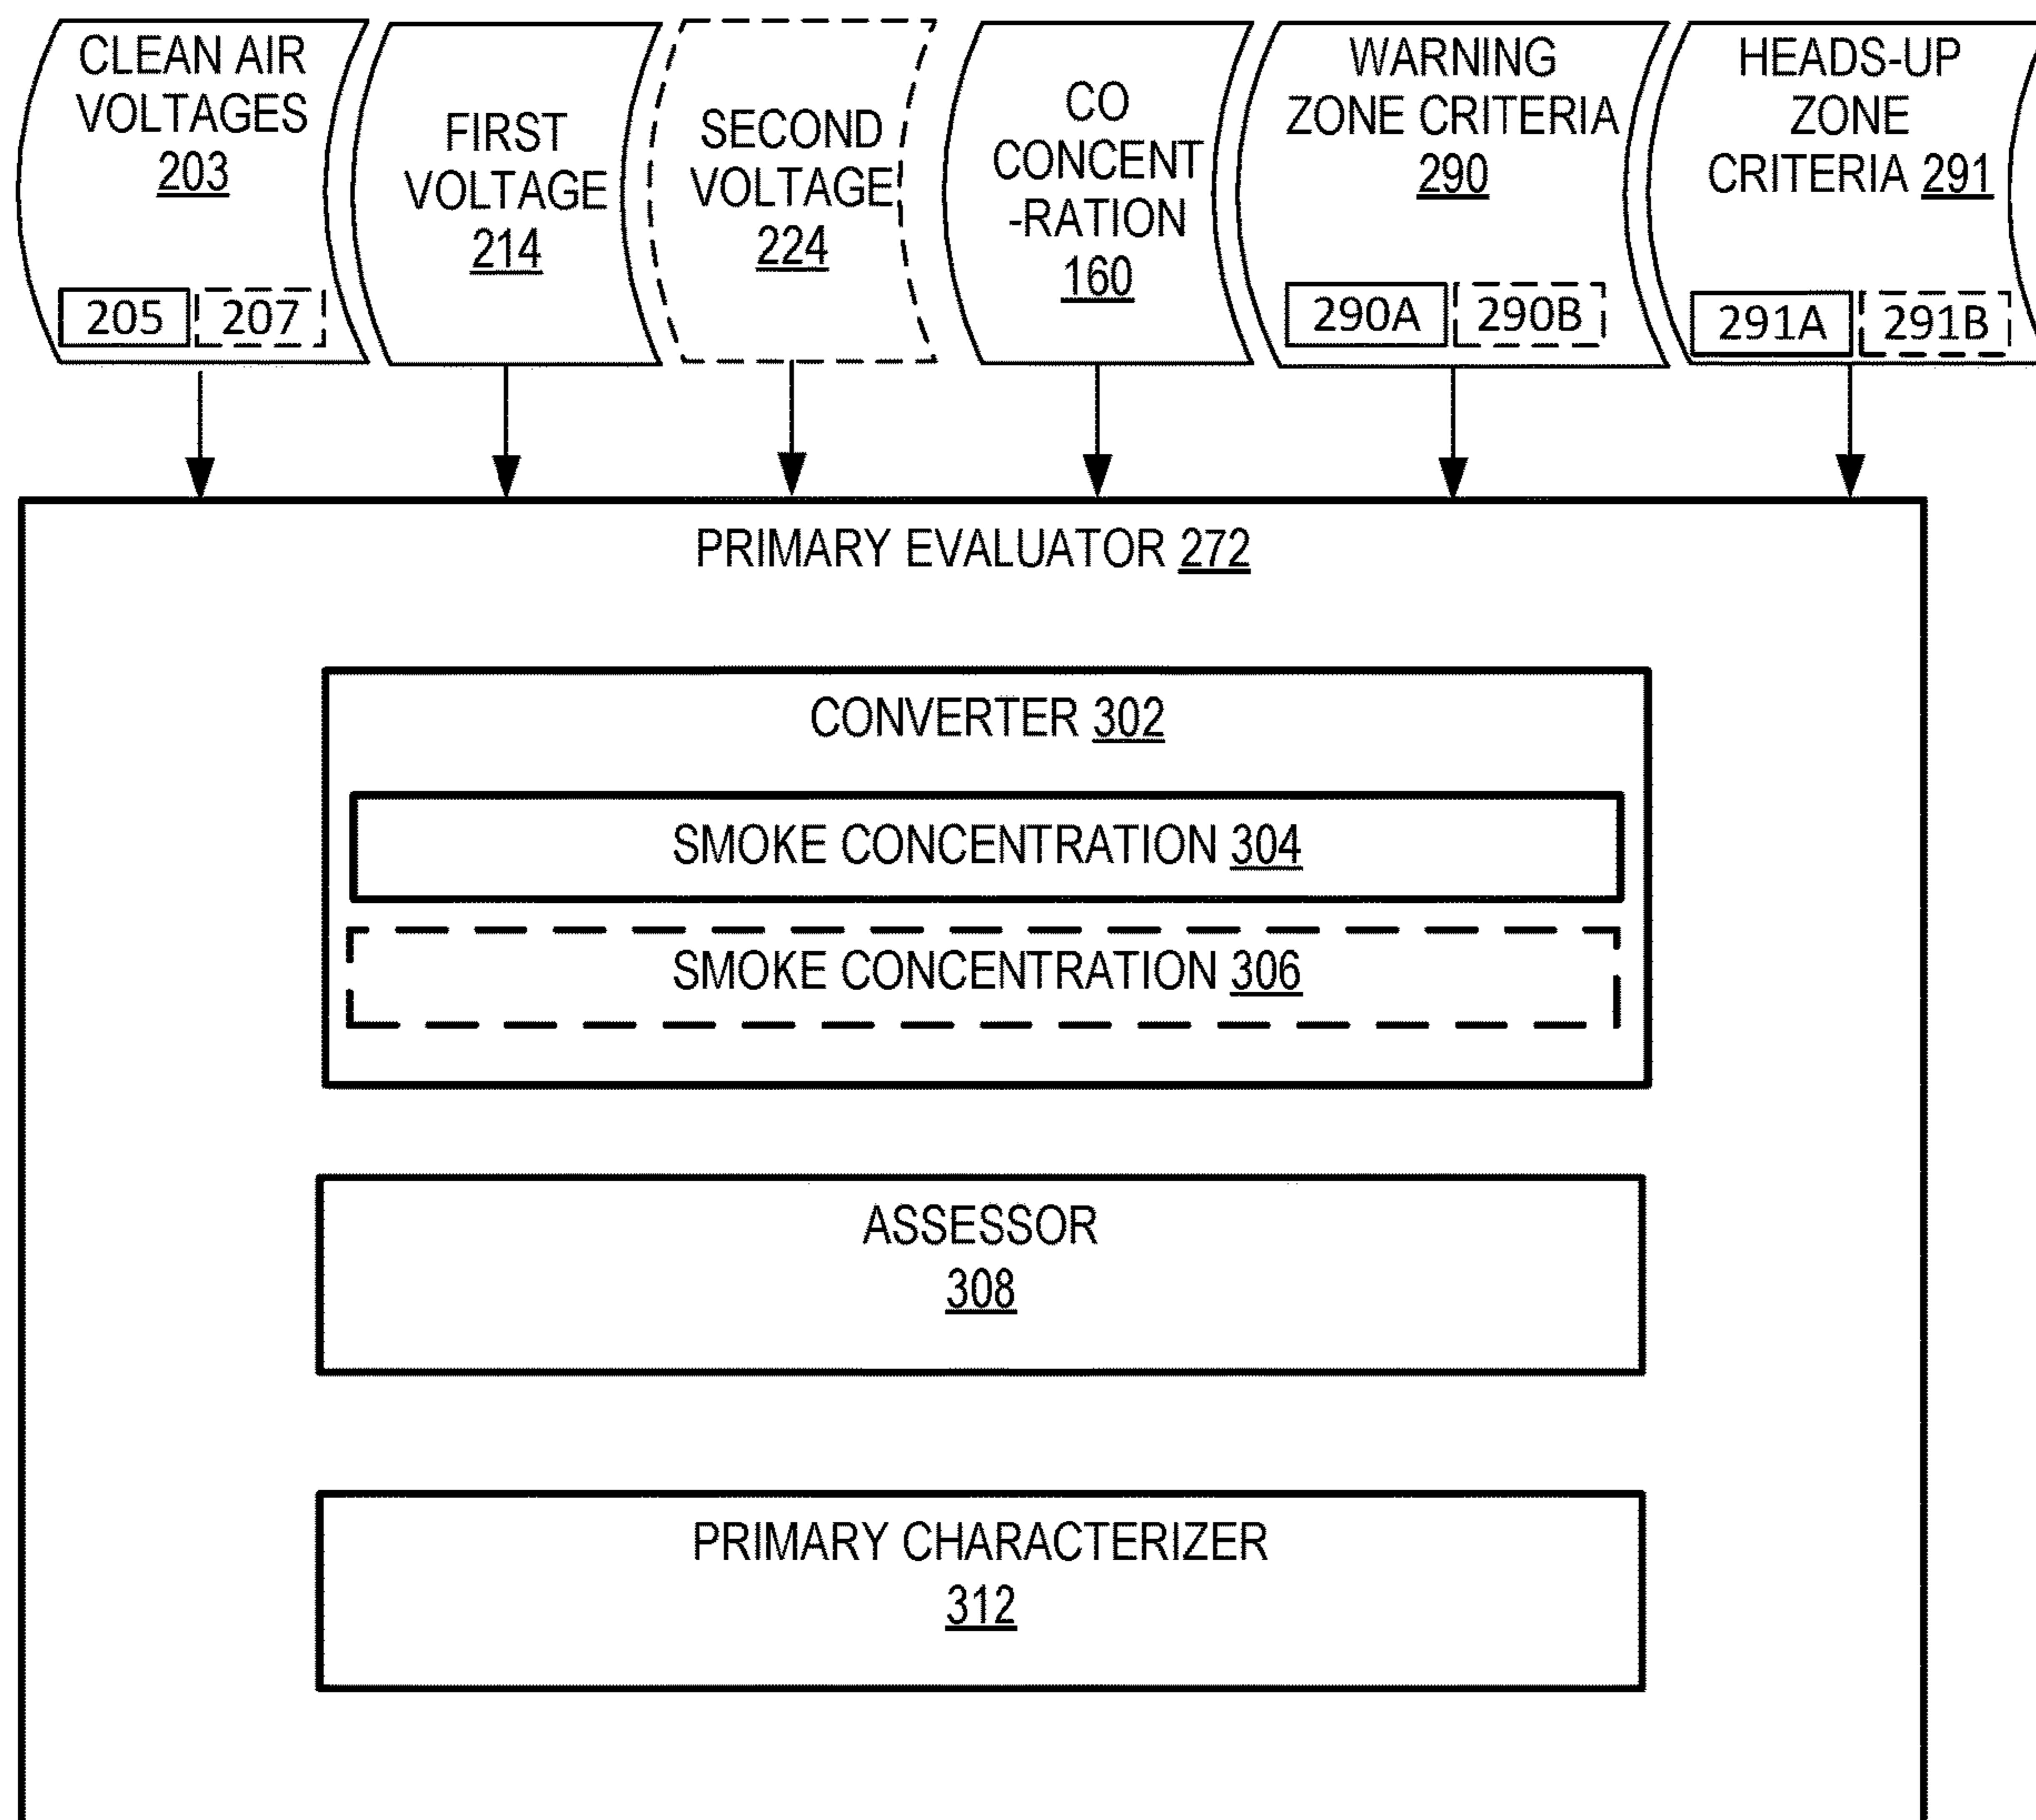 CLEAN AIR
VOLTAGES
203
205 207
FIRST
VOLTAGE
214
SECOND
VOLTAGE
224
CO
CONCENT
-RATION
160
WARNING
ZONE CRITERIA
290
290A 290B
HEADS-UP
ZONE
CRITERIA 291
291A 291B
PRIMARY EVALUATOR 272
CONVERTER 302
SMOKE CONCENTRATION 304
SMOKE CONCENTRATION 306
ASSESSOR
308
PRIMARY CHARACTERIZER
312